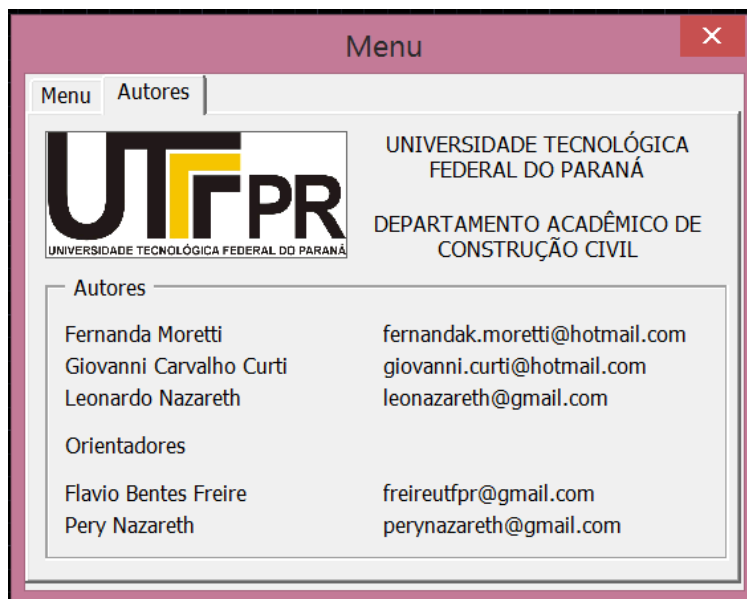 Menu
Menu Autores
UTFPR
UNIVERSIDADE TECNOLÓGICA FEDERAL DO PARANÁ
UNIVERSIDADE TECNOLÓGICA
FEDERAL DO PARANÁ
DEPARTAMENTO ACADÊMICO DE
CONSTRUÇÃO CIVIL
Autores
Fernanda Moretti fernandak.moretti@hotmail.com
Giovanni Carvalho Curti giovanni.curti@hotmail.com
Leonardo Nazareth leonazareth@gmail.com
Orientadores
Flavio Bentes Freire freireutfpr@gmail.com
Pery Nazareth perynazareth@gmail.com